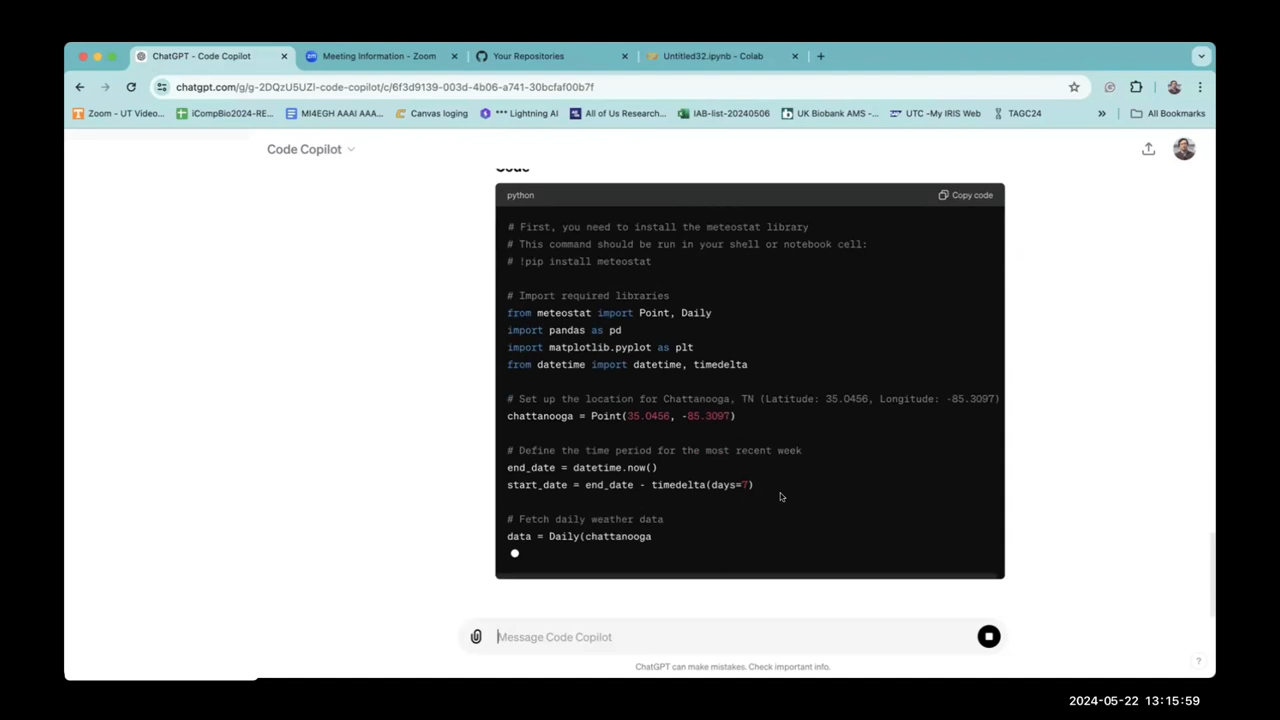 ChatGPT - Code Copilot
Meeting Information - Zoom
Your Repositories
Untitled32.ipynb - Colab
chatgpt.com/g/g-2DQzU5UZl-code-copilot/c/6f3d9139-003d-4b06-a741-30bcfaf00b7f
Zoom - UT Video...
iCompBio2024-RE...
MI4EGH AAAI AAA...
Canvas loging
*** Lightning AI
All of Us Research...
IAB-list-20240506
UK Biobank AMS -...
UTC -My IRIS Web
TAGC24
»
All Bookmarks
Code Copilot
Code
python
Copy code
# First, you need to install the meteostat library
# This command should be run in your shell or notebook cell:
# !pip install meteostat
# Import required libraries
from meteostat import Point, Daily
import pandas as pd
import matplotlib.pyplot as plt
from datetime import datetime, timedelta
# Set up the location for Chattanooga, TN (Latitude: 35.0456, Longitude: -85.3097)
chattanooga = Point(35.0456, -85.3097)
# Define the time period for the most recent week
end_date = datetime.now()
start_date = end_date - timedelta(days=7)
# Fetch daily weather data
data = Daily(chattanooga
Message Code Copilot
ChatGPT can make mistakes. Check important info.
?
2024-05-22 13:15:59